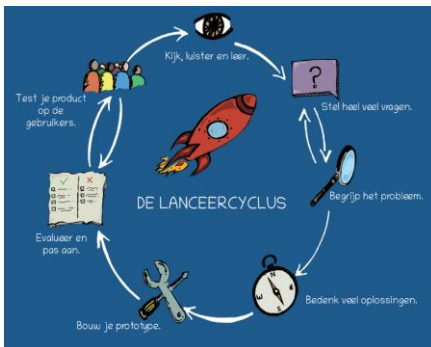 Kijk, luister en leer.
?
Stel heel veel vragen.
Begrijp het probleem.
Bedenk veel oplossingen.
Bouw je prototype.
Evalueer en
pas aan.
Test je product
op de
gebruikers.
DE LANCEERCYCLUS